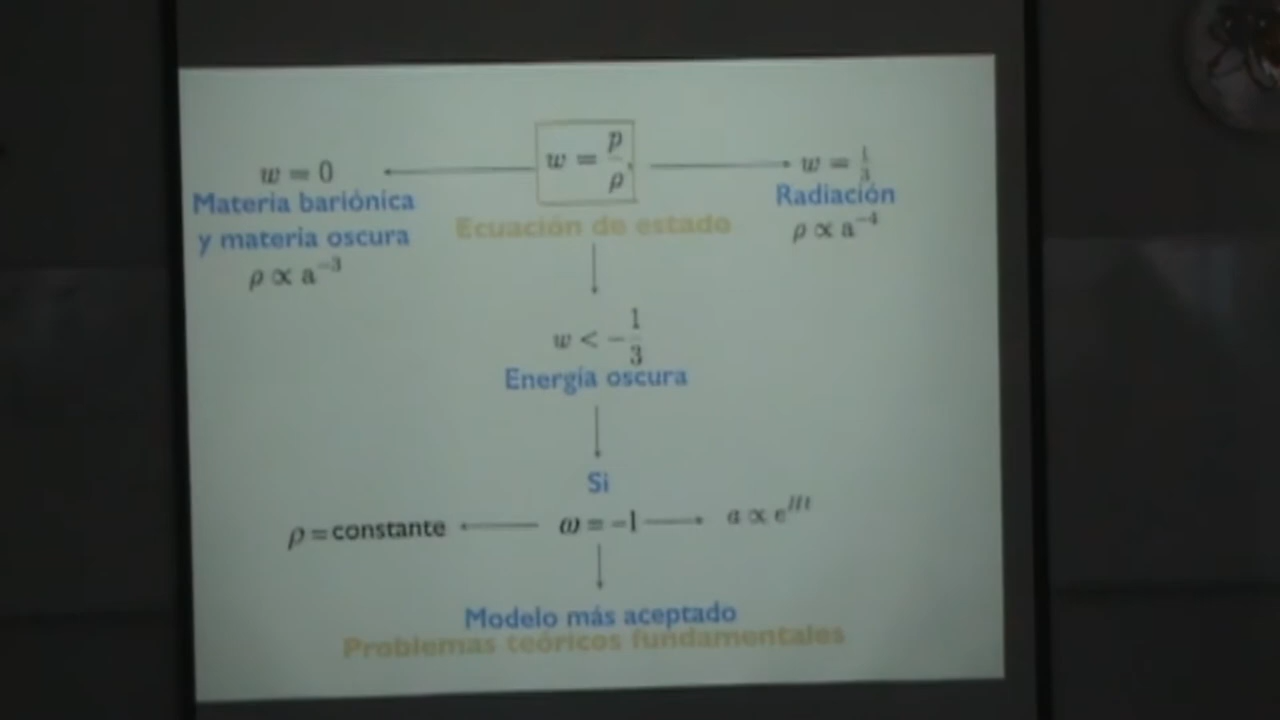 w = p/ρ,
Ecuación de estado
w = 0
Materia bariónica
y materia oscura
ρ ∝ a⁻³
w = 1/3
Radiación
ρ ∝ a⁻⁴
w < −1/3
Energía oscura
Si
ρ = constante
ω = −1
a ∝ e^{Ht}
Modelo más aceptado
Problemas teóricos fundamentales